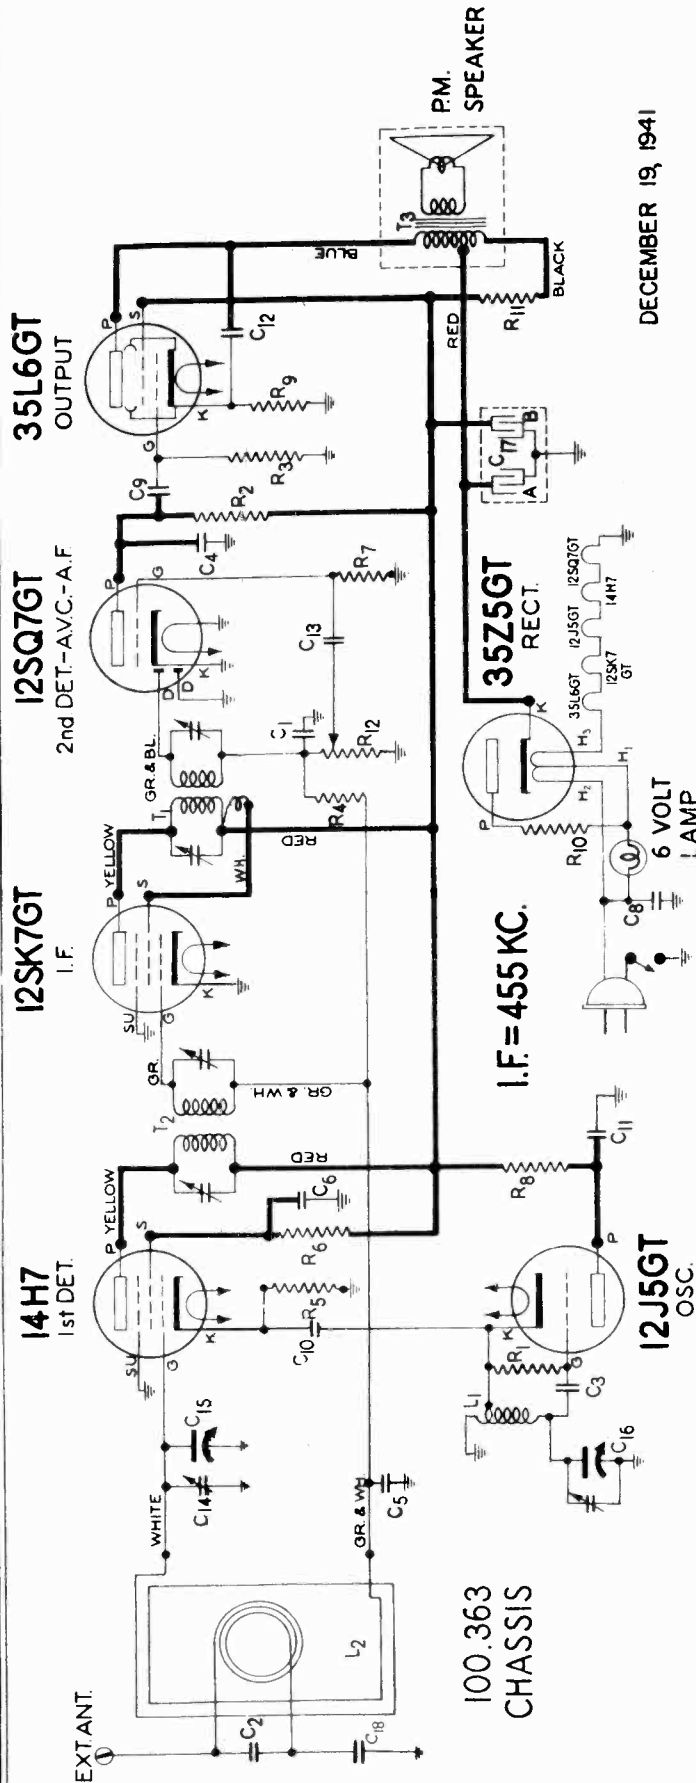 EXT. ANT.
L2
C2
C18
100.363
CHASSIS
WHITE
GR. & WH
C14
C15
C5
14H7
1st DET.
SU
G
K
P
S
YELLOW
C10
R5
R6
C6
RED
T2
GR.
GR. & WH
12SK7GT
I.F.
SU
G
K
P
S
YELLOW
T1
WH.
RED
GR. & BL.
12SQ7GT
2nd DET.-A.V.C.-A.F
P
G
D
D
K
C4
C1
R4
R12
C13
R7
R2
C9
35L6GT
OUTPUT
P
S
G
K
R3
R9
C12
BLUE
T3
P.M.
SPEAKER
RED
BLACK
R11
C17
A
B
35Z5GT
RECT.
P
K
H3
H1
H2
R10
35L6GT
12SK7
GT
12J5GT
14H7
12SQ7GT
6 VOLT
LAMP
C8
I.F.=455 KC.
12J5GT
OSC.
K
G
P
R1
L1
C3
C16
R8
C11
DECEMBER 19, 1941